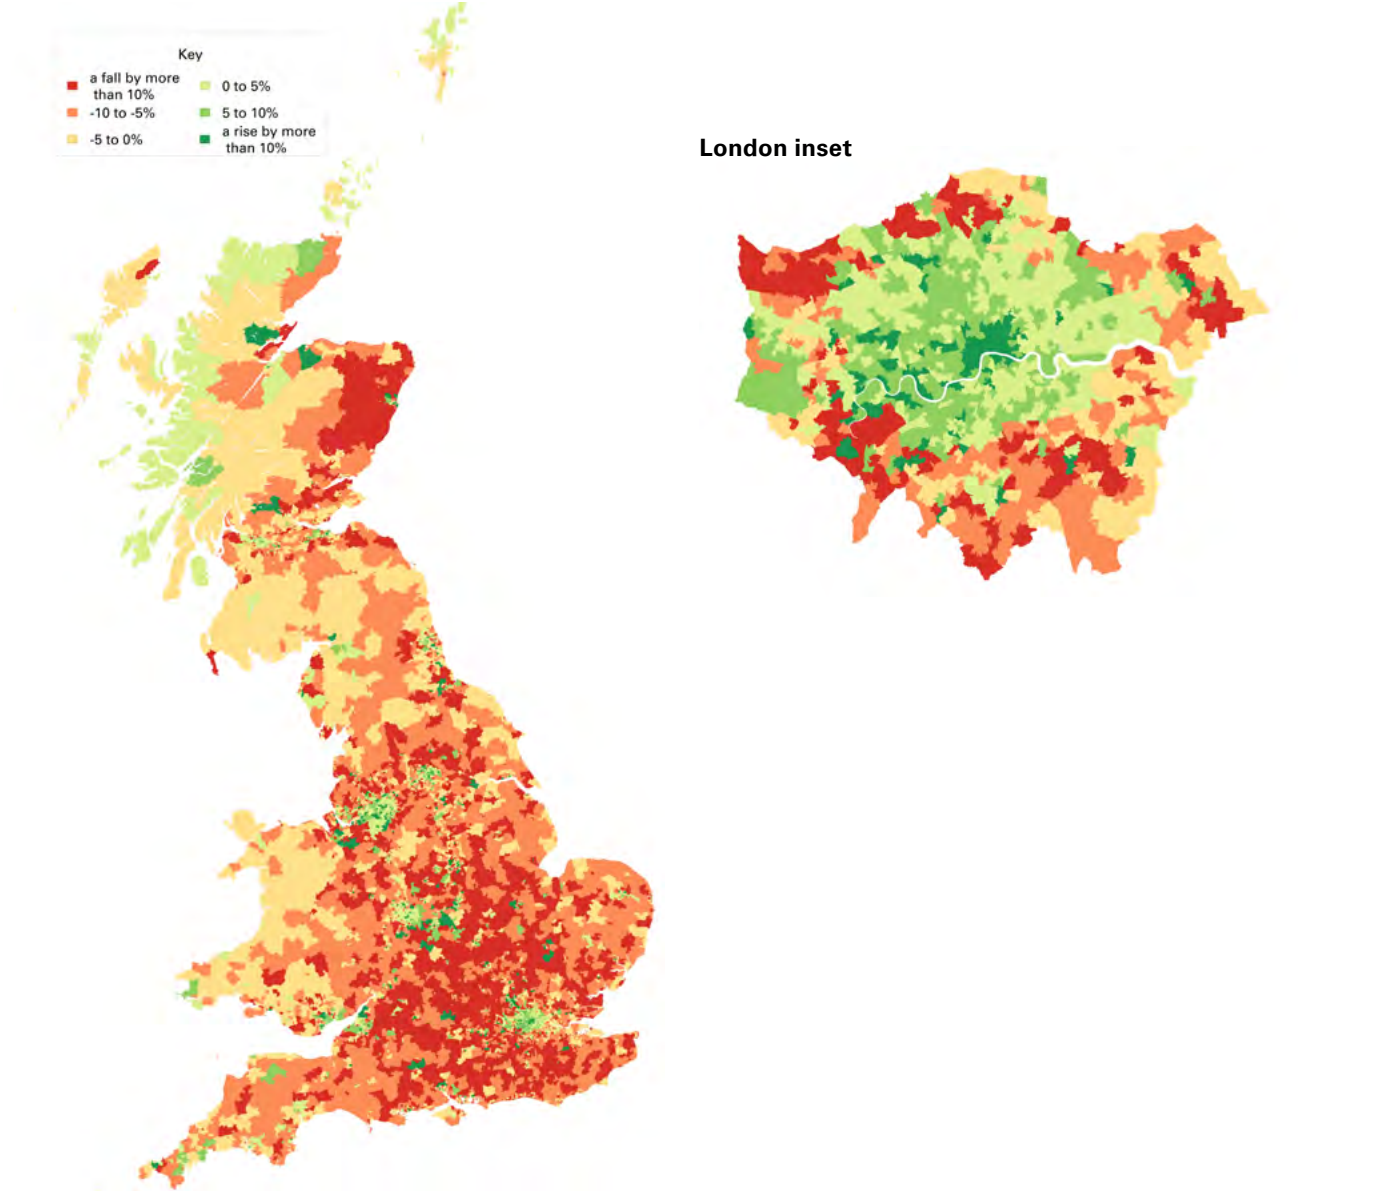 Key
a fall by more
than 10%
-10 to -5%
-5 to 0%
0 to 5%
5 to 10%
a rise by more
than 10%
London inset